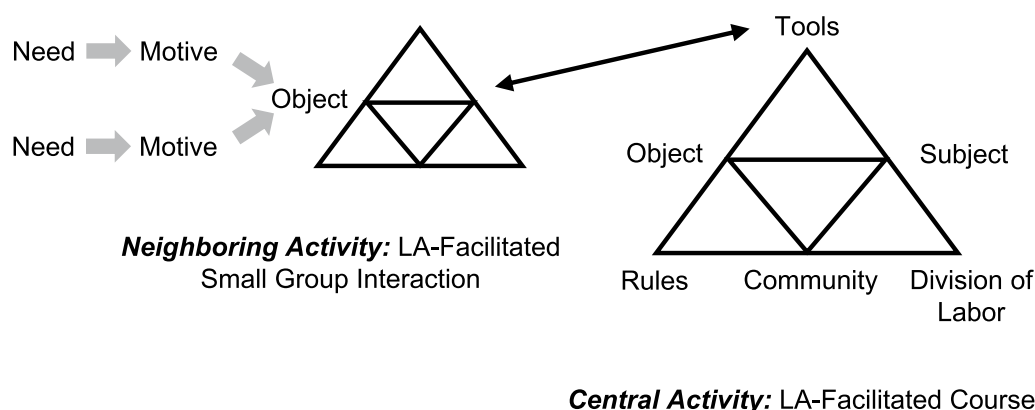 Need Motive
Object
Need Motive
Neighboring Activity: LA-Facilitated
Small Group Interaction
Tools
Object Subject
Rules Community Division of
Labor
Central Activity: LA-Facilitated Course